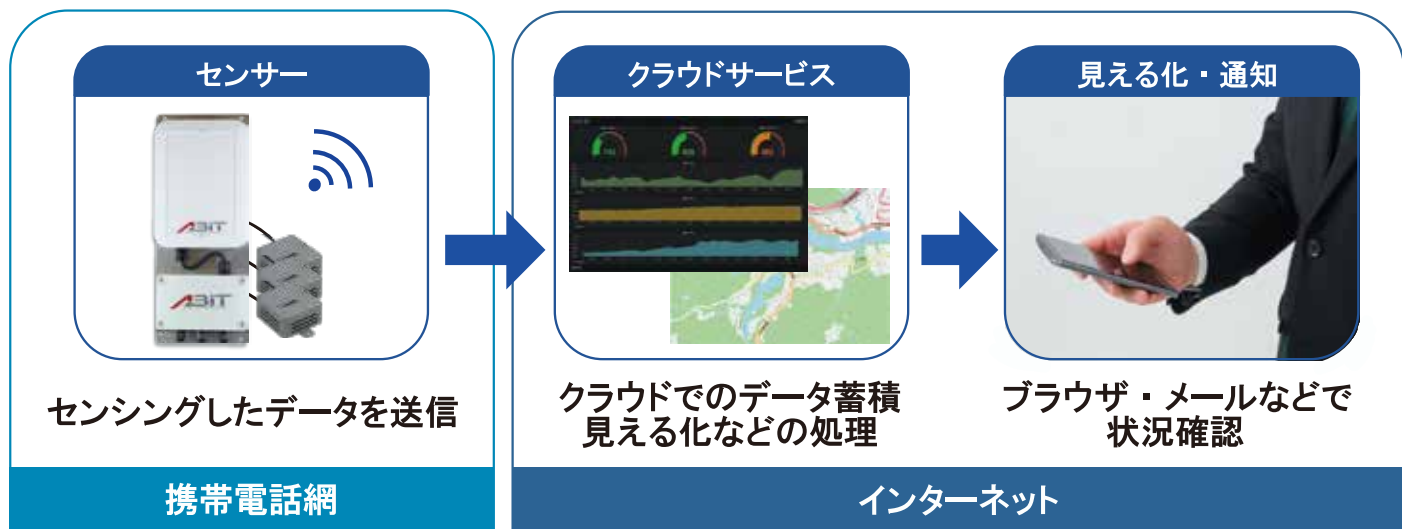 センサー
ABiT
ABiT
センシングしたデータを送信
携帯電話網
クラウドサービス
クラウドでのデータ蓄積
見える化などの処理
見える化・通知
ブラウザ・メールなどで
状況確認
インターネット